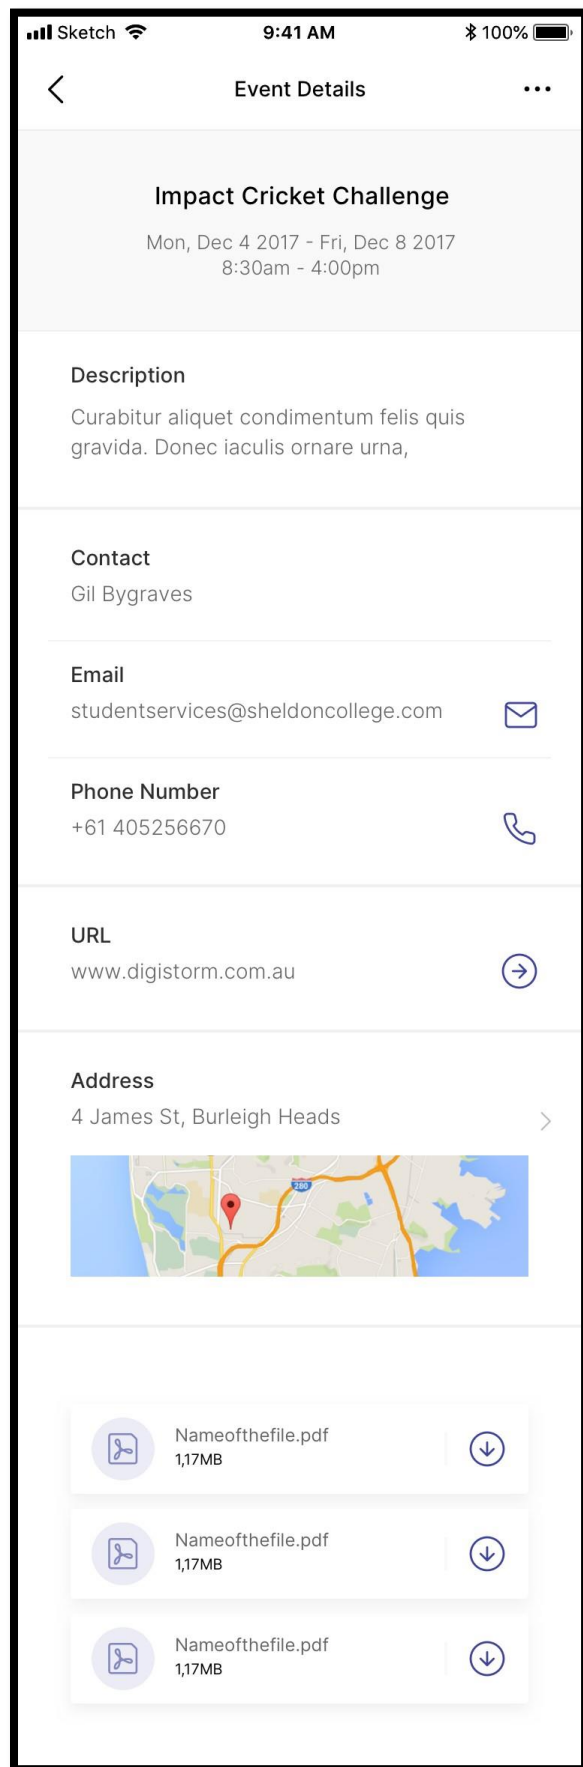 Sketch 9:41 AM 100%
Event Details
Impact Cricket Challenge
Mon, Dec 4 2017 - Fri, Dec 8 2017
8:30am - 4:00pm
Description
Curabitur aliquet condimentum felis quis
gravida. Donec iaculis ornare urna,
Contact
Gil Bygraves
Email
studentservices@sheldoncollege.com
Phone Number
+61 405256670
URL
www.digistorm.com.au
Address
4 James St, Burleigh Heads
280
Nameofthefile.pdf
1,17MB
Nameofthefile.pdf
1,17MB
Nameofthefile.pdf
1,17MB